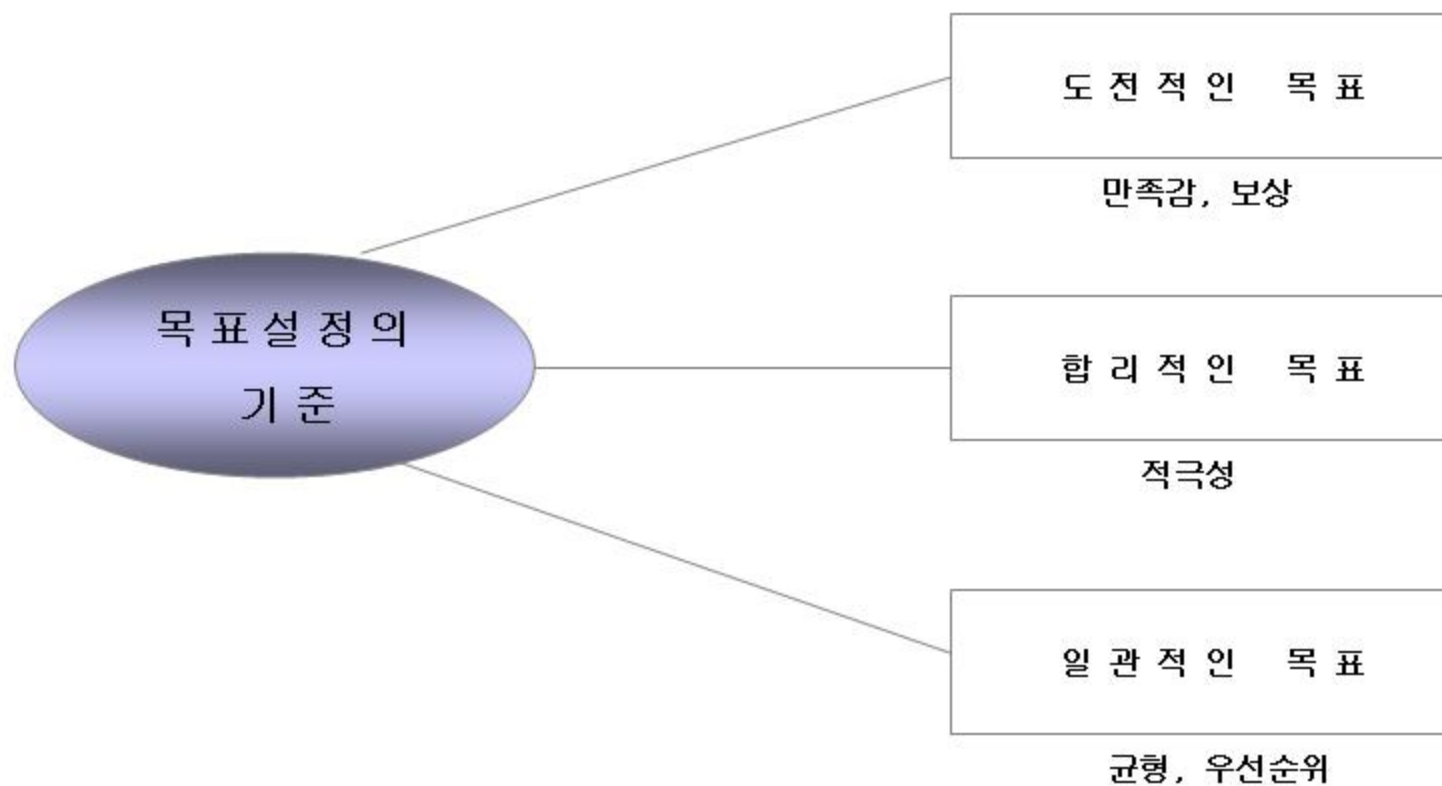 목표설정의
기준
도전적인 목표
만족감, 보상
합리적인 목표
적극성
일관적인 목표
균형, 우선순위